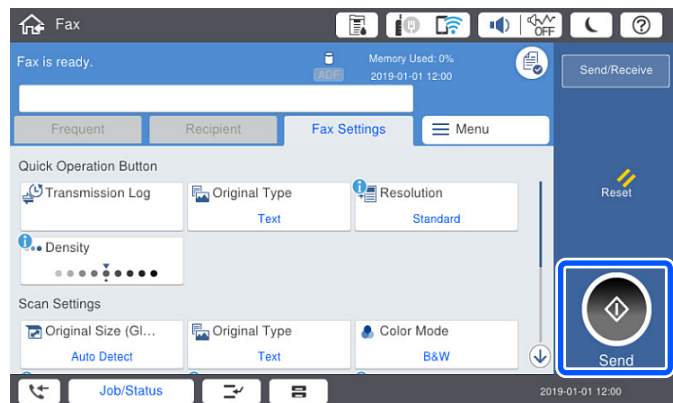 Fax
OFF
?
Fax is ready.
ADF
Memory Used: 0%
2019-01-01 12:00
Send/Receive
Frequent
Recipient
Fax Settings
Menu
Quick Operation Button
Transmission Log
Original Type
Text
i
Resolution
Standard
i
Density
Reset
Scan Settings
Original Size (Gl...
Auto Detect
Original Type
Text
Color Mode
B&W
Send
Job/Status
2019-01-01 12:00